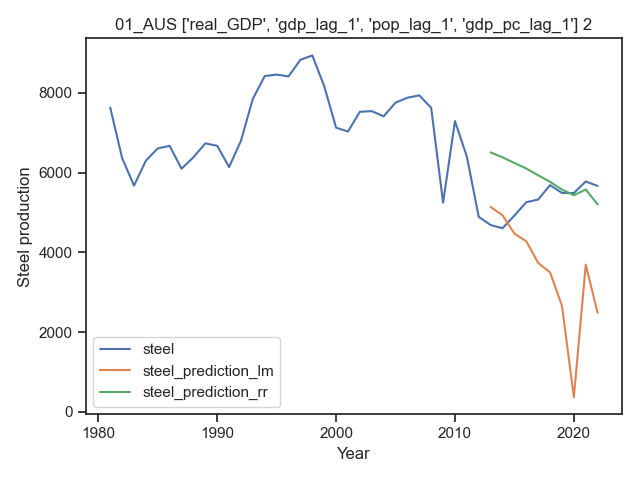 01_AUS ['real_GDP', 'gdp_lag_1', 'pop_lag_1', 'gdp_pc_lag_1'] 2
8000
6000
4000
2000
0
Steel production
steel
steel_prediction_lm
steel_prediction_rr
1980
1990
2000
2010
2020
Year